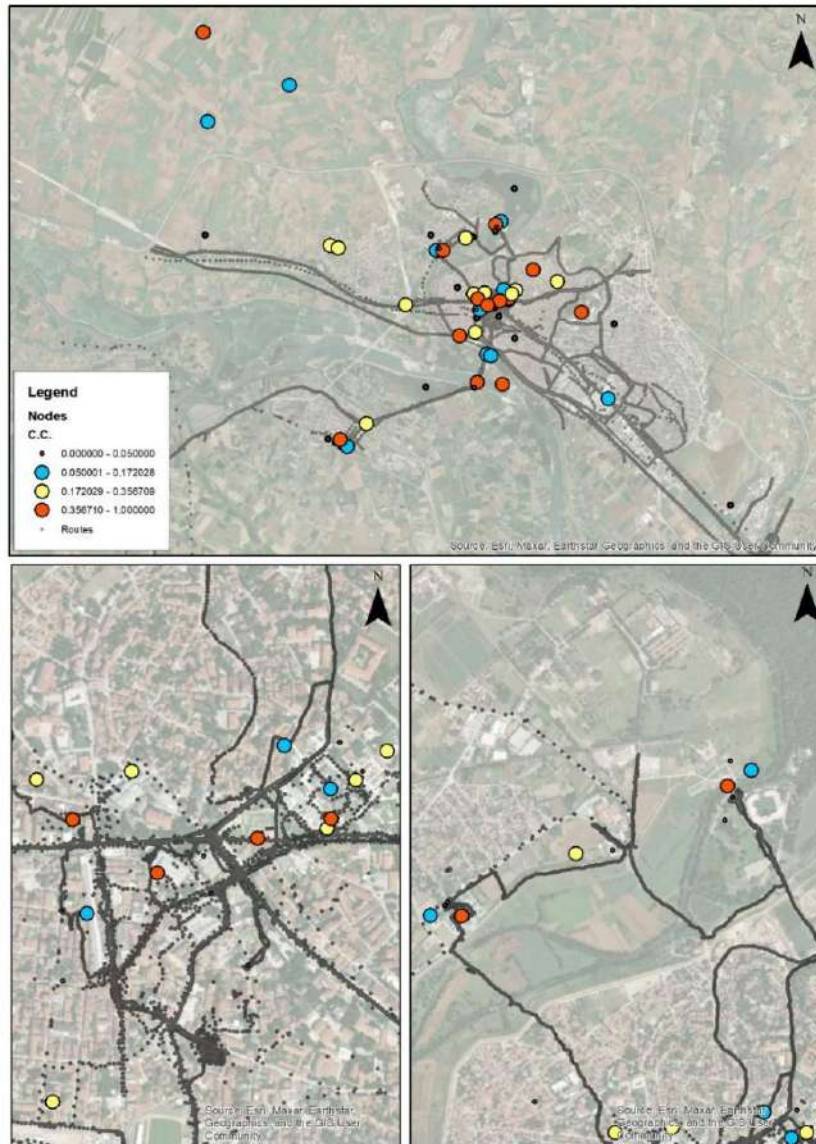 N
Legend
Nodes
C.C.
0.000000 - 0.050000
0.050001 - 0.172028
0.172029 - 0.356709
0.356710 - 1.000000
Routes
Source: Esri, Maxar, Earthstar Geographics, and the GIS User Community
N
Source: Esri, Maxar, Earthstar
Geographics, and the GIS User
Community
N
Source: Esri, Maxar, Earthstar
Geographics, and the GIS User
Community